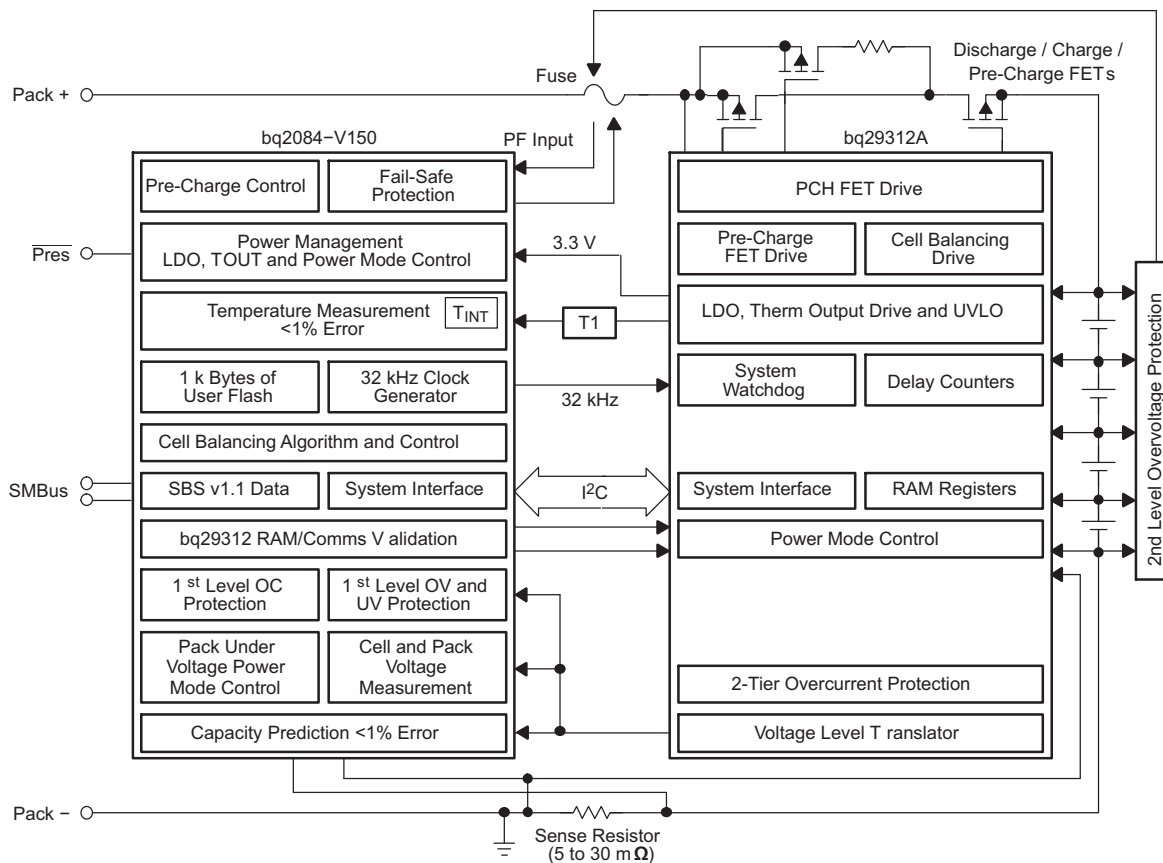 Discharge / Charge /
Pre-Charge FETs
Fuse
Pack +
bq2084−V150
PF Input
bq29312A
Pre-Charge Control
Fail-Safe
Protection
PCH FET Drive
Pres
Power Management
LDO, TOUT and Power Mode Control
3.3 V
Pre-Charge
FET Drive
Cell Balancing
Drive
Temperature Measurement
<1% Error
TINT
T1
LDO, Therm Output Drive and UVLO
1 k Bytes of
User Flash
32 kHz Clock
Generator
32 kHz
System
Watchdog
Delay Counters
2nd Level Overvoltage Protection
Cell Balancing Algorithm and Control
SMBus
SBS v1.1 Data
System Interface
I2C
System Interface
RAM Registers
bq29312 RAM/Comms V alidation
Power Mode Control
1 st Level OC
Protection
1 st Level OV and
UV Protection
Pack Under
Voltage Power
Mode Control
Cell and Pack
Voltage
Measurement
2-Tier Overcurrent Protection
Capacity Prediction <1% Error
Voltage Level T ranslator
Pack −
Sense Resistor
(5 to 30 m Ω)